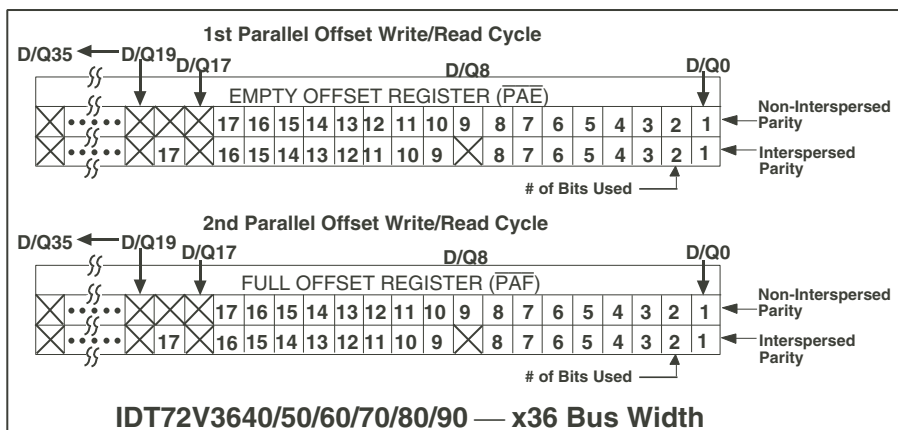 1st Parallel Offset Write/Read Cycle
D/Q35 D/Q19 D/Q17 D/Q8 D/Q0
EMPTY OFFSET REGISTER (PAE)
17 16 15 14 13 12 11 10 9 8 7 6 5 4 3 2 1 Non-Interspersed Parity
17 16 15 14 13 12 11 10 9 8 7 6 5 4 3 2 1 Interspersed Parity
# of Bits Used
2nd Parallel Offset Write/Read Cycle
D/Q35 D/Q19 D/Q17 D/Q8 D/Q0
FULL OFFSET REGISTER (PAF)
17 16 15 14 13 12 11 10 9 8 7 6 5 4 3 2 1 Non-Interspersed Parity
17 16 15 14 13 12 11 10 9 8 7 6 5 4 3 2 1 Interspersed Parity
# of Bits Used
IDT72V3640/50/60/70/80/90 — x36 Bus Width